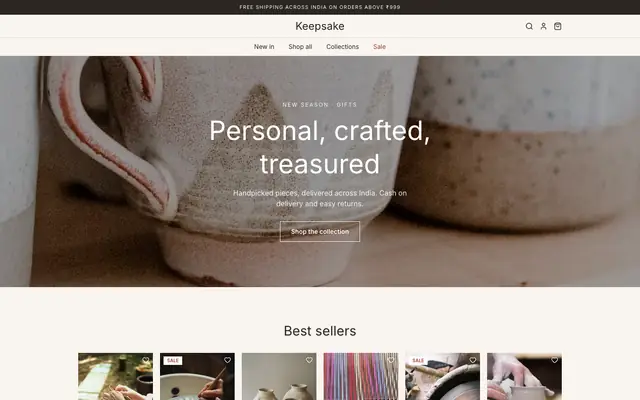 FREE SHIPPING ACROSS INDIA ON ORDERS ABOVE ₹999
Keepsake
New in
Shop all
Collections
Sale
NEW SEASON · GIFTS
Personal, crafted,
treasured
Handpicked pieces, delivered across India. Cash on
delivery and easy returns.
Shop the collection
Best sellers
SALE
SALE